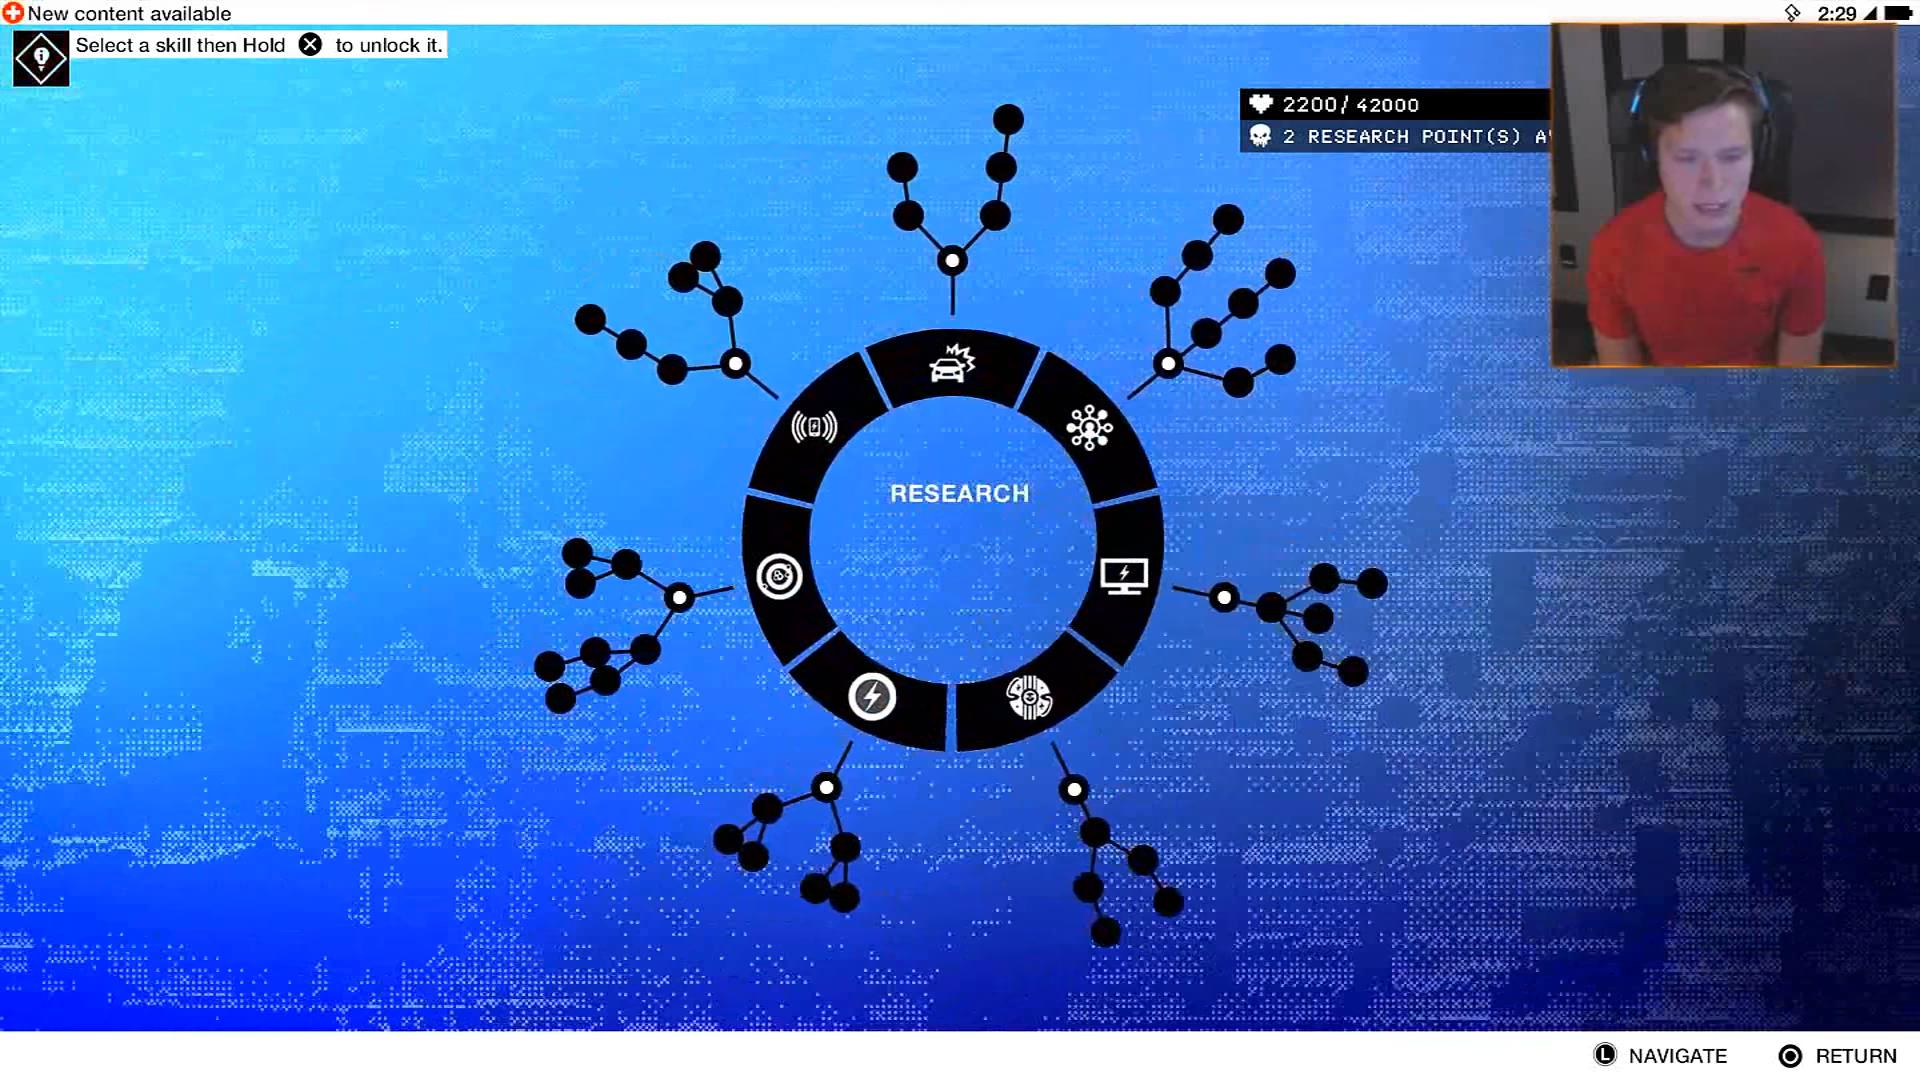 New content available
2:29
Select a skill then Hold to unlock it.
2200/ 42000
2 RESEARCH POINT(S)
RESEARCH
L NAVIGATE
RETURN